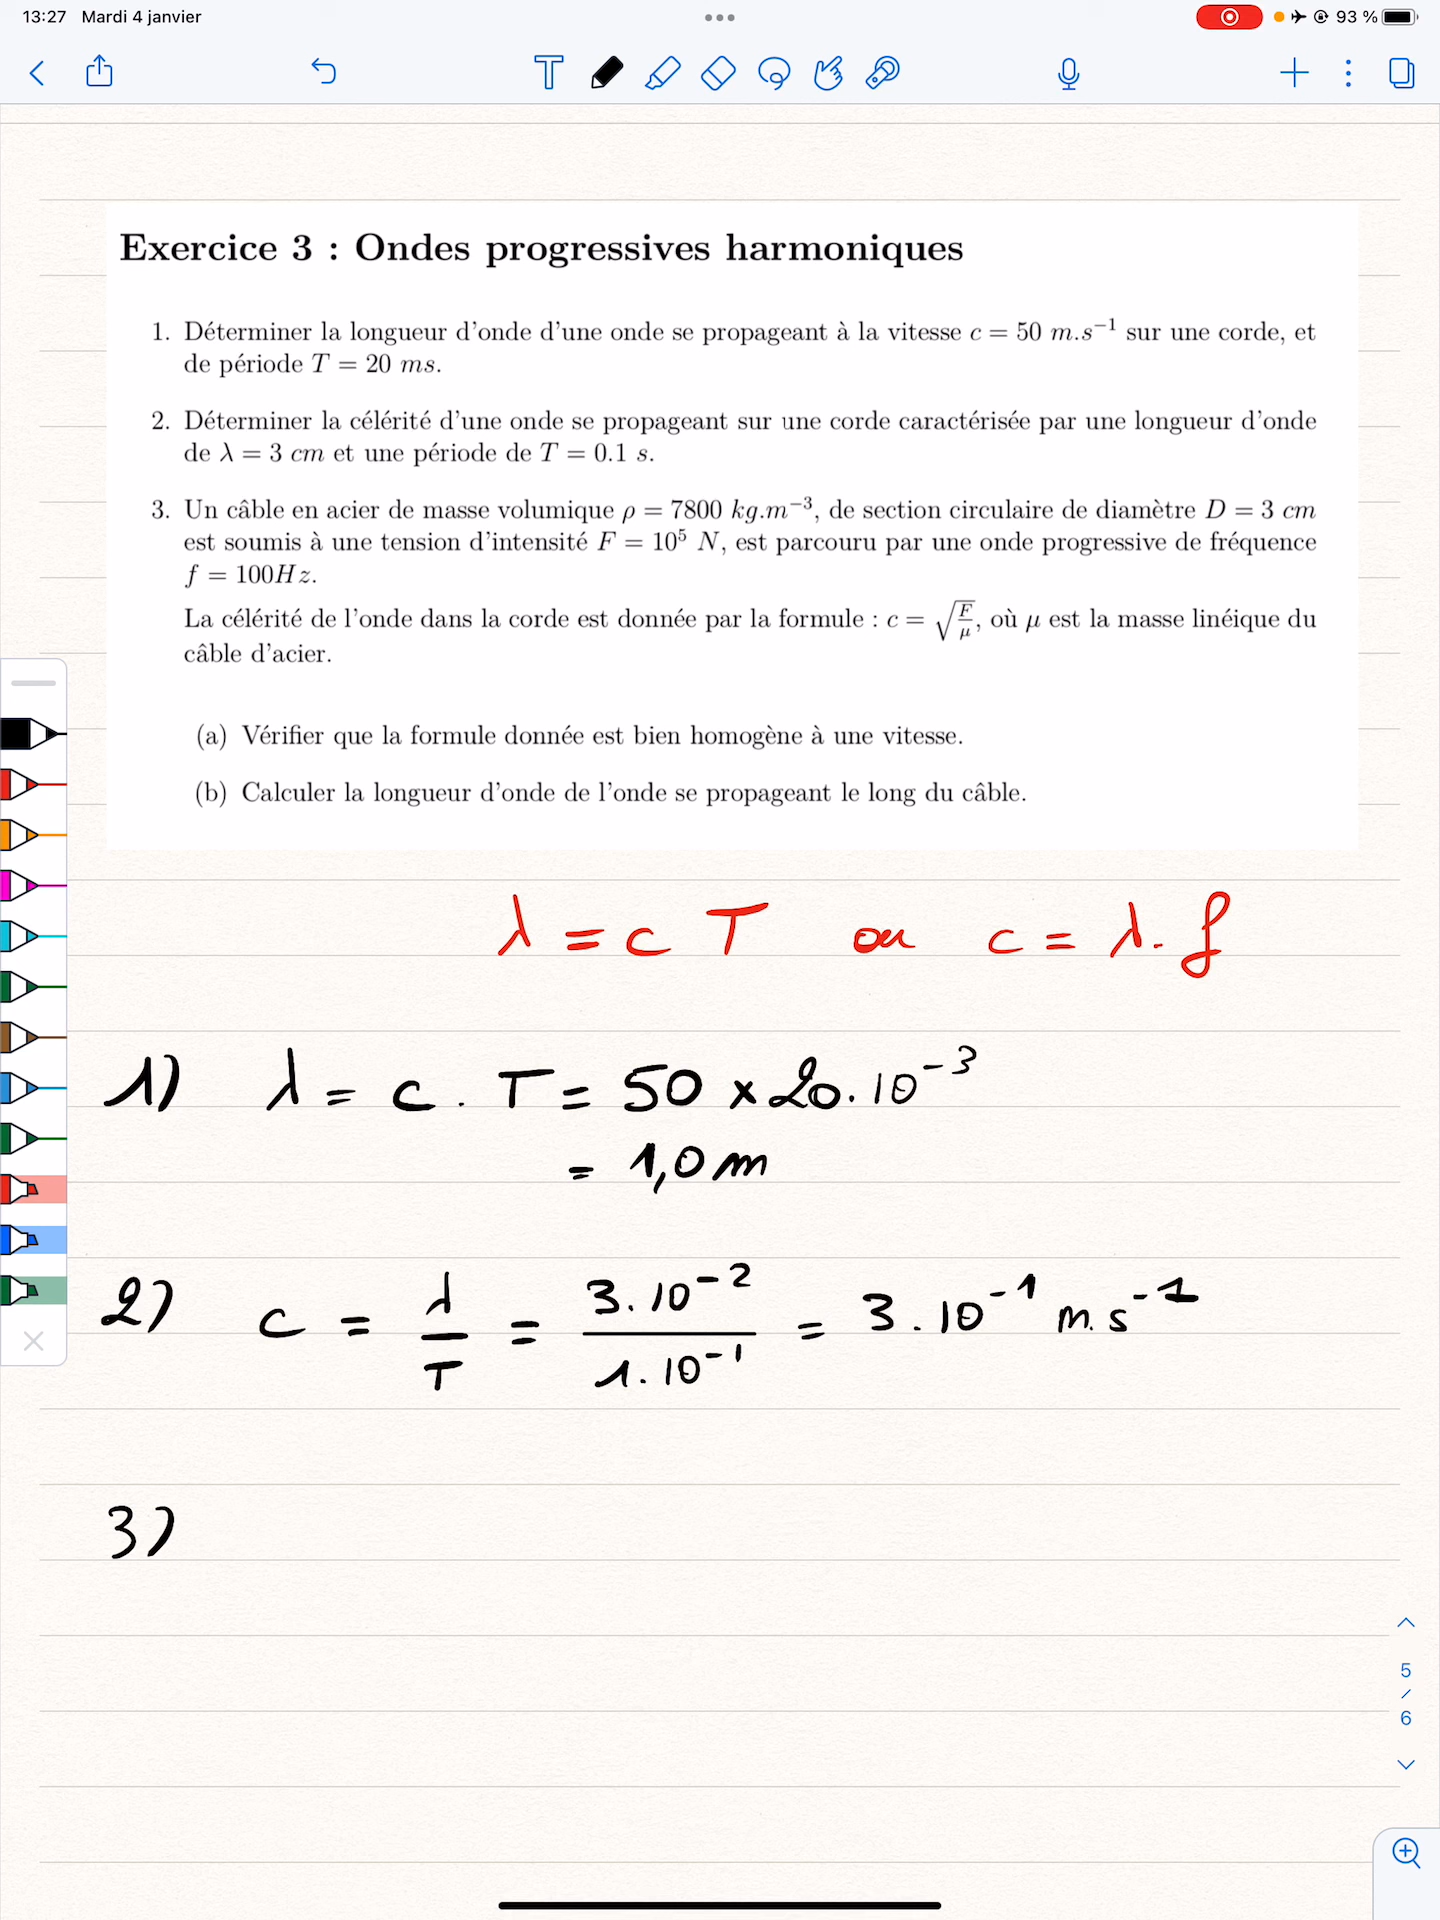 13:27 Mardi 4 janvier
93 %
Exercice 3 : Ondes progressives harmoniques
1. Déterminer la longueur d'onde d'une onde se propageant à la vitesse c = 50 m.s⁻¹ sur une corde, et
de période T = 20 ms.
2. Déterminer la célérité d'une onde se propageant sur une corde caractérisée par une longueur d'onde
de λ = 3 cm et une période de T = 0.1 s.
3. Un câble en acier de masse volumique ρ = 7800 kg.m⁻³, de section circulaire de diamètre D = 3 cm
est soumis à une tension d'intensité F = 10⁵ N, est parcouru par une onde progressive de fréquence
f = 100Hz.
La célérité de l'onde dans la corde est donnée par la formule : c = √(F/μ), où μ est la masse linéique du
câble d'acier.
(a) Vérifier que la formule donnée est bien homogène à une vitesse.
(b) Calculer la longueur d'onde de l'onde se propageant le long du câble.
λ = c T ou c = λ. f
1) λ = c . T = 50 × 20. 10⁻³
= 1,0 m
2) c = λ/T = 3. 10⁻²/1. 10⁻¹ = 3. 10⁻¹ m. s⁻¹
3)
5
/
6